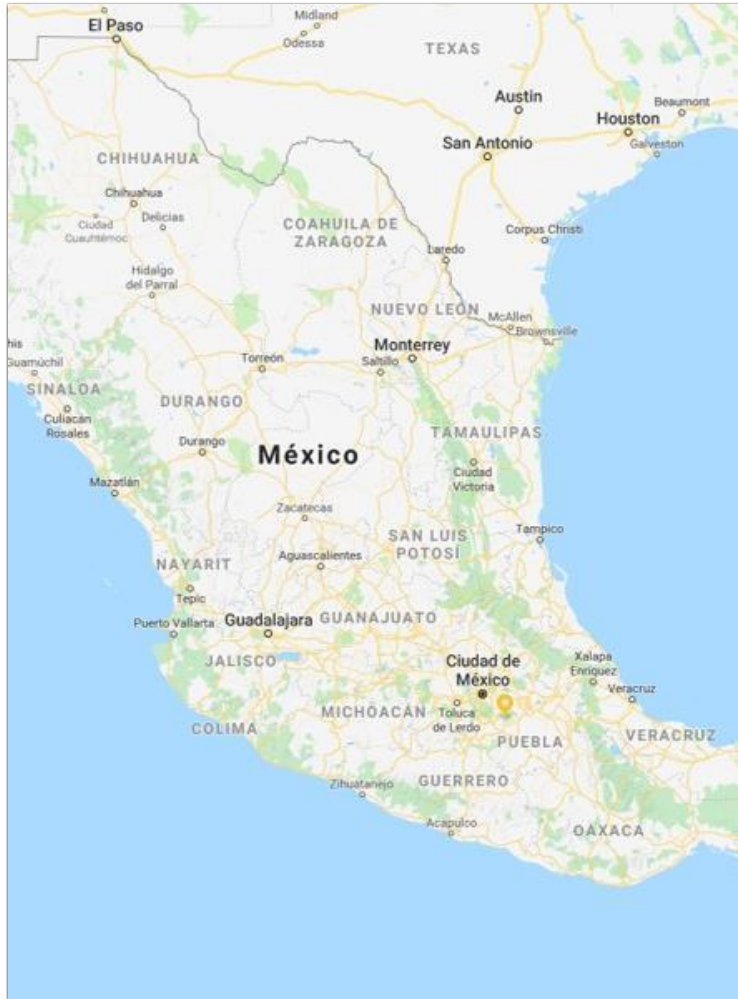 Midland
El Paso
Odessa
TEXAS
Austin
Beaumont
Houston
San Antonio
Galveston
CHIHUAHUA
Chihuahua
Ciudad
Cuauhtémoc
Delicias
COAHUILA DE
ZARAGOZA
Corpus Christi
Laredo
Hidalgo
del Parral
NUEVO LEÓN
McAllen
Brownsville
his
Guamúchil
Monterrey
Torreón
Saltillo
SINALOA
DURANGO
Culiacán
Rosales
TAMAULIPAS
Durango
México
Ciudad
Victoria
Mazatlán
Zacatecas
SAN LUIS
POTOSÍ
Tampico
Aguascalientes
NAYARIT
Tepic
Puerto Vallarta
Guadalajara
GUANAJUATO
JALISCO
Ciudad de
México
Xalapa
Enríquez
Veracruz
MICHOACÁN
Toluca
de Lerdo
COLIMA
PUEBLA
VERACRUZ
Zihuatanejo
GUERRERO
Acapulco
OAXACA